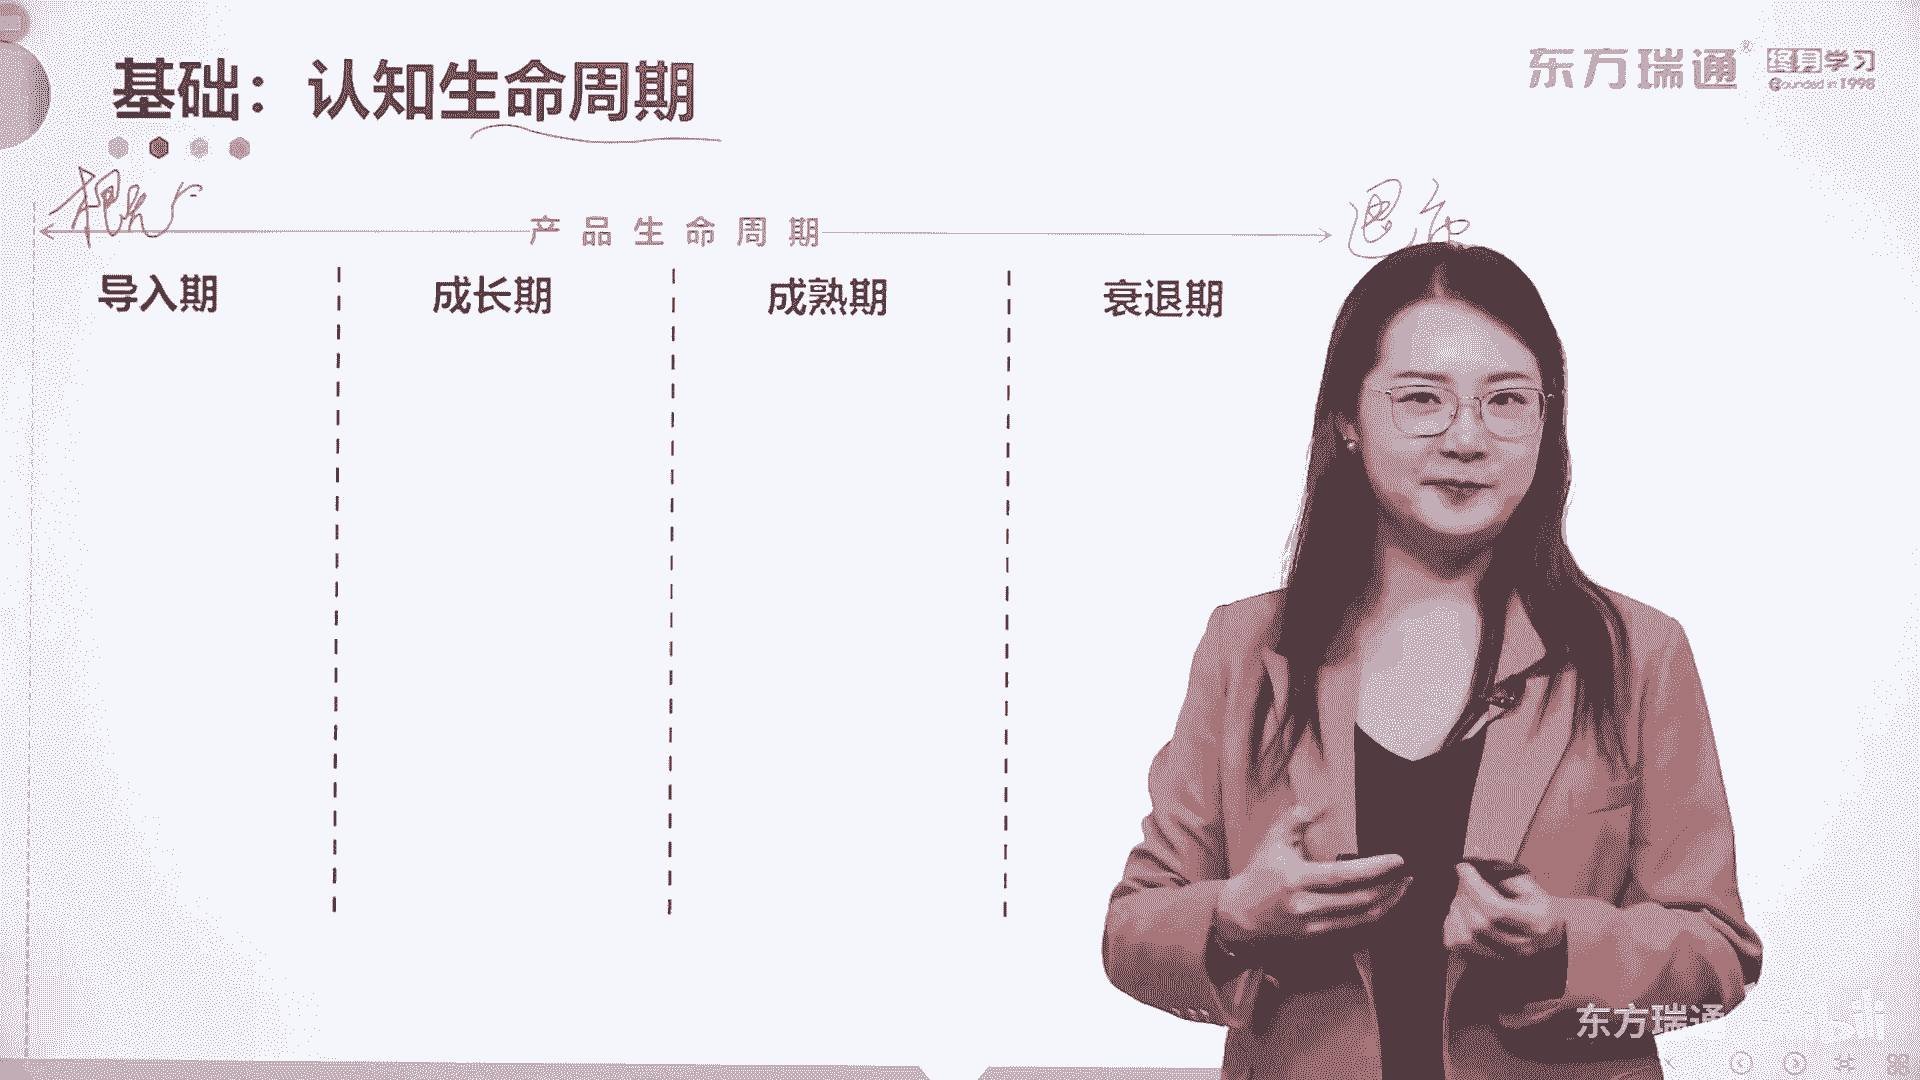 基础：认知生命周期
东方瑞通®
终身学习
Founded in 1998
退市
产品生命周期
导入期
成长期
成熟期
衰退期
东方瑞通